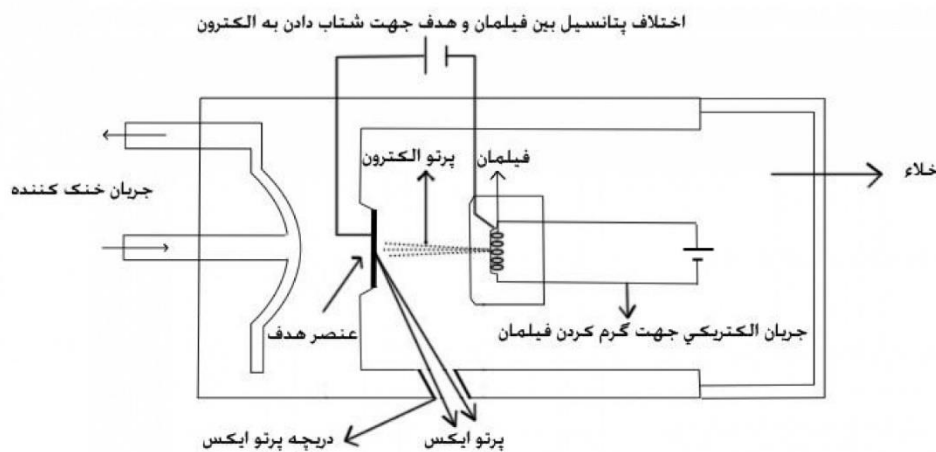 اختلاف پتانسیل بین فیلمان و هدف جهت شتاب دادن به الکترون
پرتو الکترون
فیلمان
خلاء
جریان خنک کننده
عنصر هدف
جریان الکتریکي جهت گرم کردن فیلمان
دریچه پرتو ایکس
پرتو ایکس